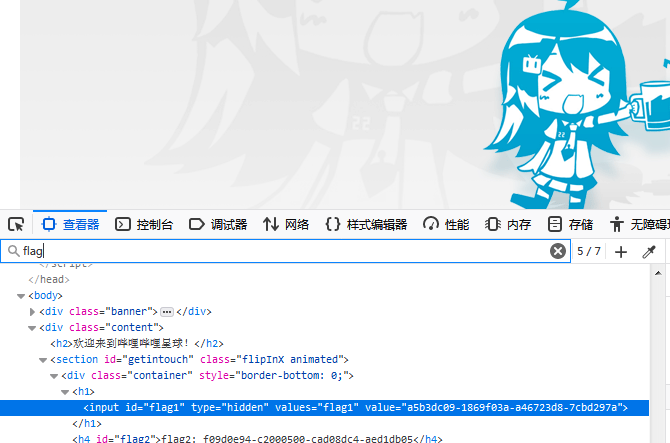 查看器 控制台 调试器 网络 样式编辑器 性能 内存 存储 无障碍
flag 5 / 7
</script>
</head>
<body>
<div class="banner"> ••• </div>
<div class="content">
<h2>欢迎来到哔哩哔哩星球! </h2>
<section id="getintouch" class="flipInX animated">
<div class="container" style="border-bottom: 0;">
<h1>
<input id="flag1" type="hidden" values="flag1" value="a5b3dc09-1869f03a-a46723d8-7cbd297a">
</h1>
<h4 id="flag2">flag2: f09d0e94-c2000500-cad08dc4-aed1db05</h4>